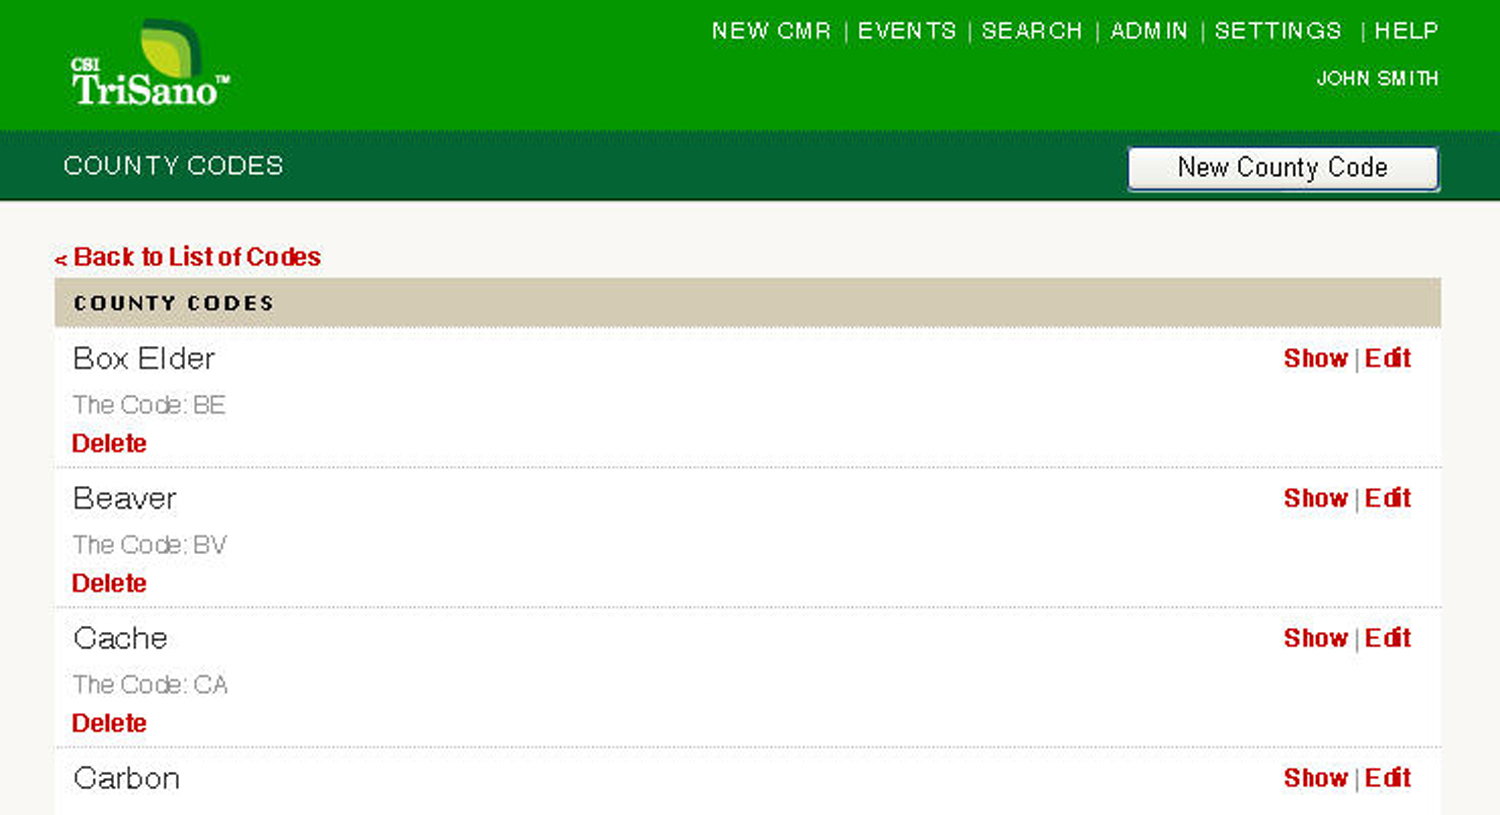 NEW CMR | EVENTS | SEARCH | ADMIN | SETTINGS | HELP
CSI
TriSano™
JOHN SMITH
COUNTY CODES
New County Code
< Back to List of Codes
COUNTY CODES
Box Elder
Show | Edit
The Code: BE
Delete
Beaver
Show | Edit
The Code: BV
Delete
Cache
Show | Edit
The Code: CA
Delete
Carbon
Show | Edit